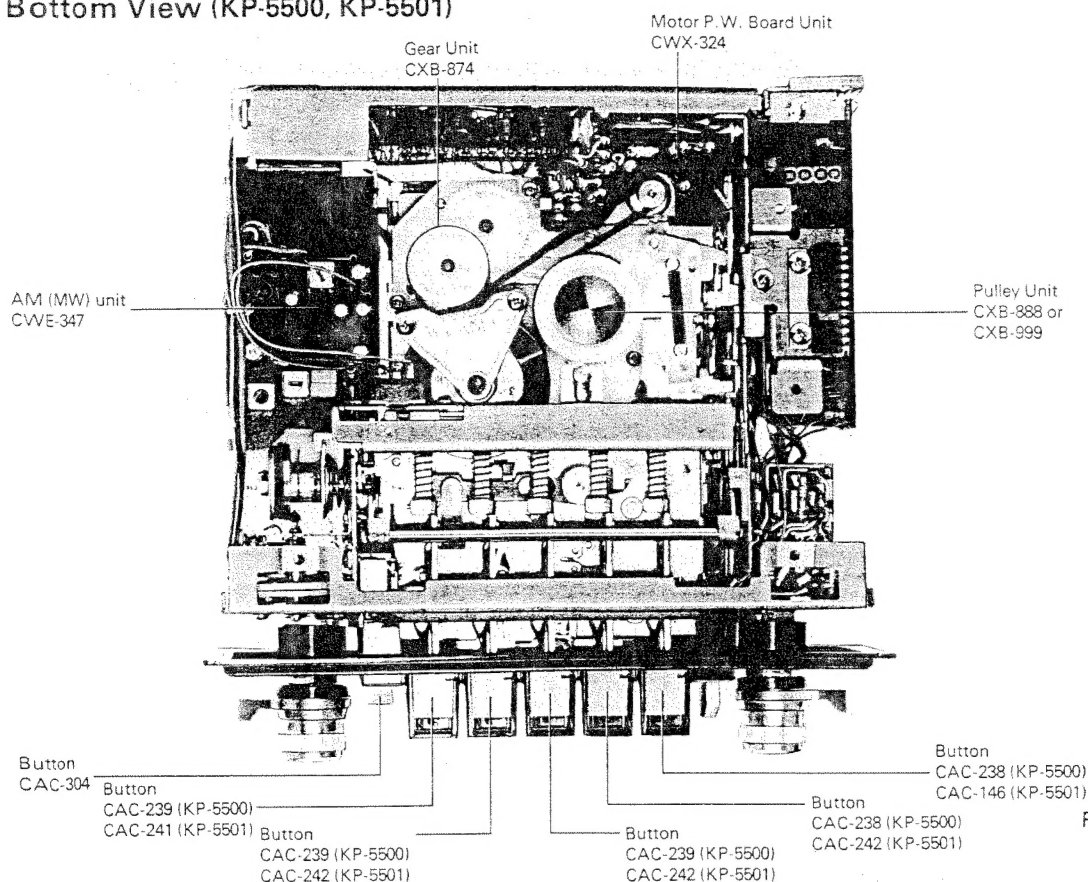 Bottom View (KP-5500, KP-5501)
Motor P.W. Board Unit
CWX-324
Gear Unit
CXB-874
AM (MW) unit
CWE-347
Pulley Unit
CXB-888 or
CXB-999
Button
CAC-304
Button
CAC-239 (KP-5500)
CAC-241 (KP-5501)
Button
CAC-239 (KP-5500)
CAC-242 (KP-5501)
Button
CAC-239 (KP-5500)
CAC-242 (KP-5501)
Button
CAC-238 (KP-5500)
CAC-242 (KP-5501)
Button
CAC-238 (KP-5500)
CAC-146 (KP-5501)